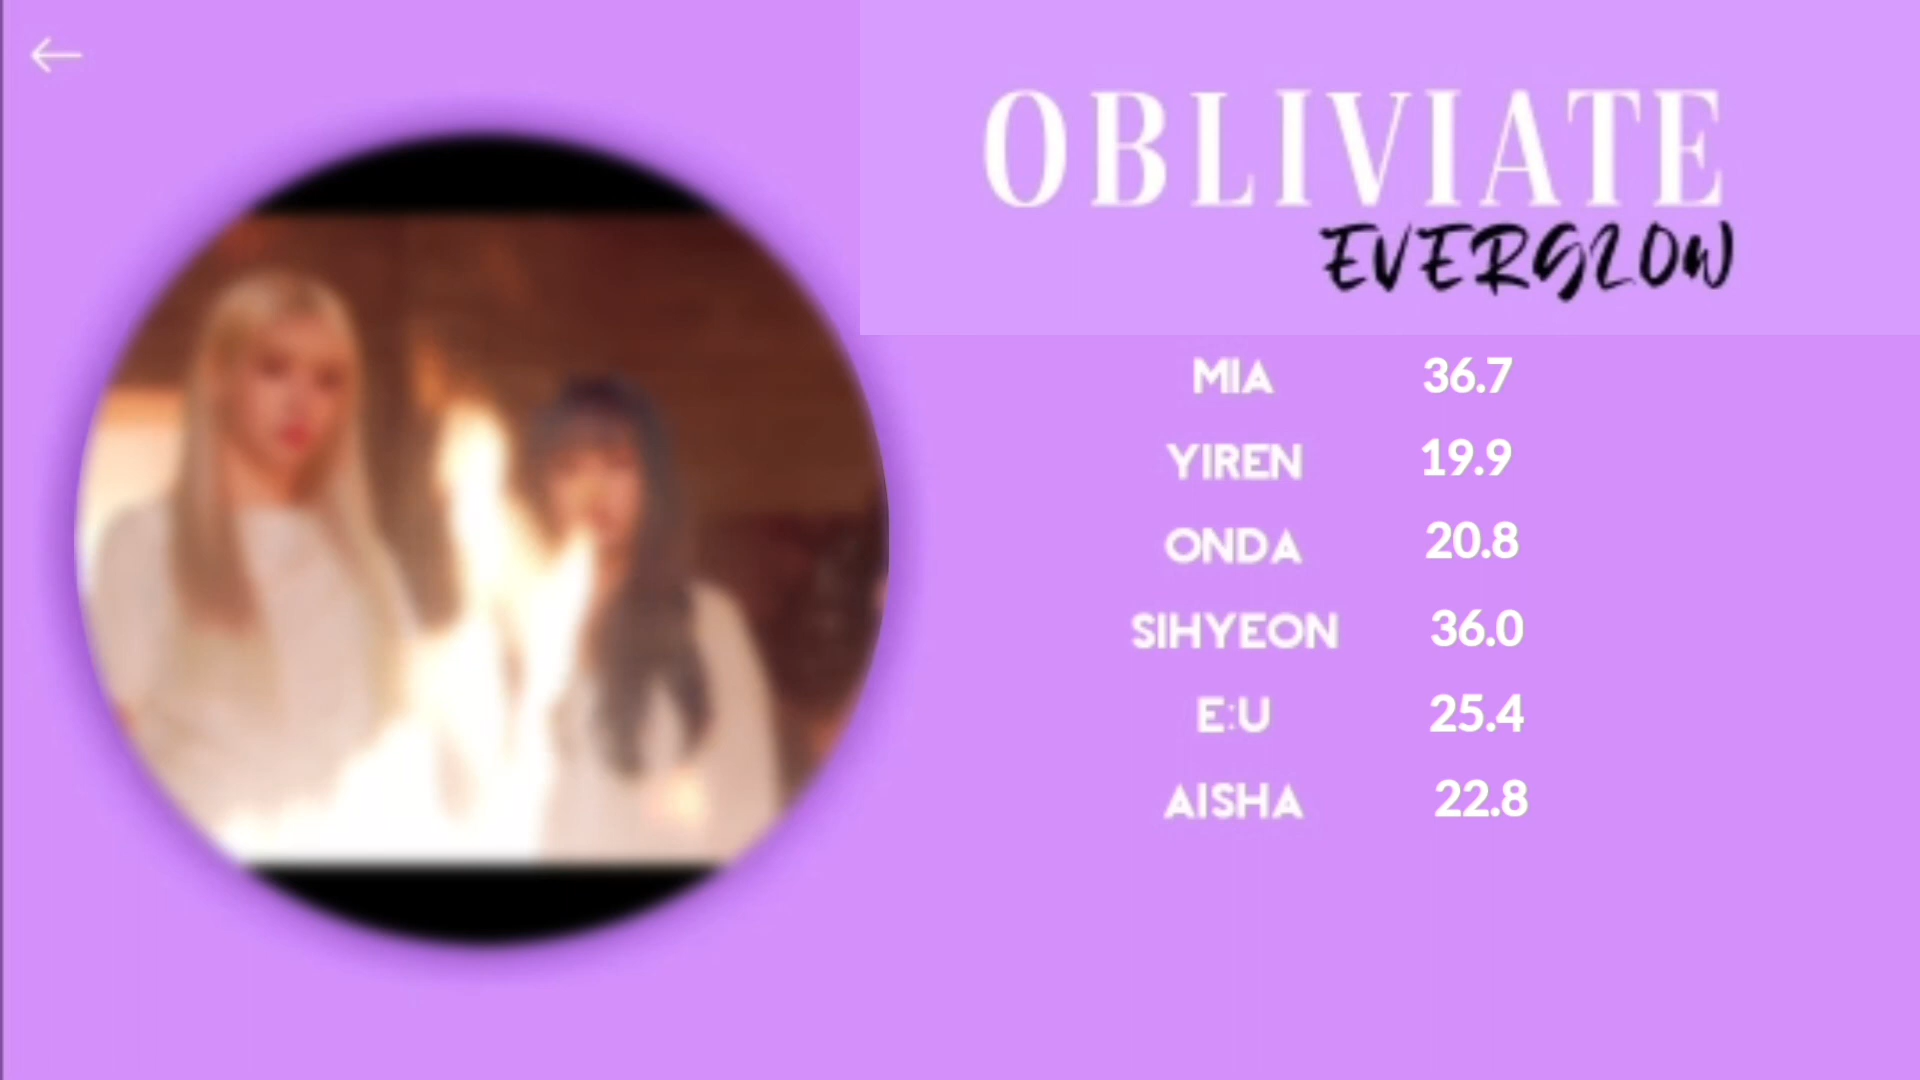 OBLIVIATE
EVERGLOW
MIA 36.7
YIREN 19.9
ONDA 20.8
SIHYEON 36.0
E:U 25.4
AISHA 22.8